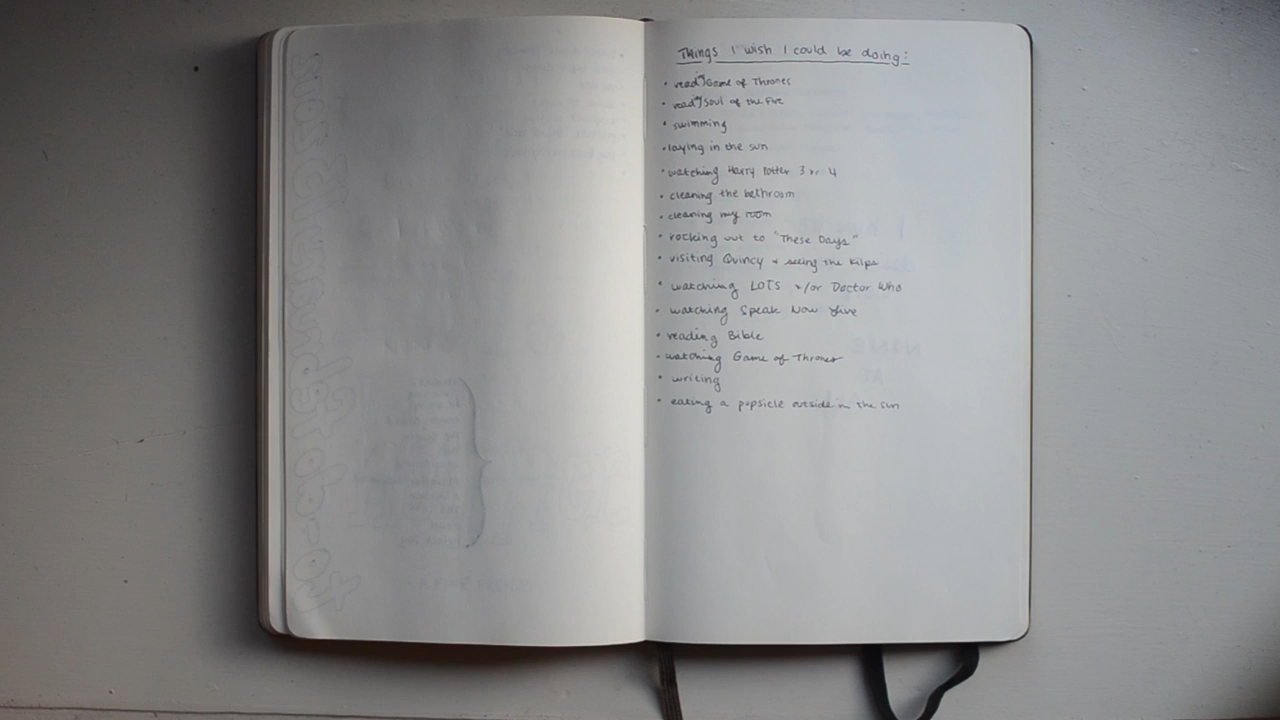 Things I wish I could be doing:
• read'g Game of Thrones
• read'g Soul of the Fire
• swimming
• laying in the sun
• watching Harry Potter 3 or 4
• cleaning the bathroom
• cleaning my room
• rocking out to "These Days"
• visiting Quincy + seeing the Kilps
• watching LOTS +/or Doctor Who
• watching Speak Now live
• reading Bible
• watching Game of Thrones
• writing
• eating a popsicle outside in the sun